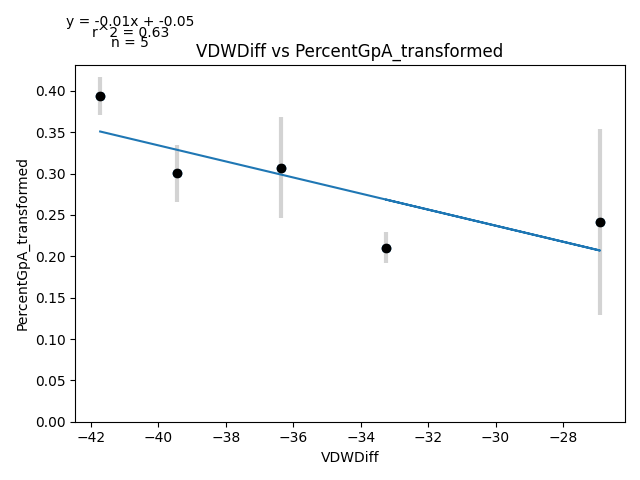 y = -0.01x + -0.05
r^2 = 0.63
n = 5
VDWDiff vs PercentGpA_transformed
PercentGpA_transformed
0.40
0.35
0.30
0.25
0.20
0.15
0.10
0.05
0.00
−42
−40
−38
−36
−34
−32
−30
−28
VDWDiff